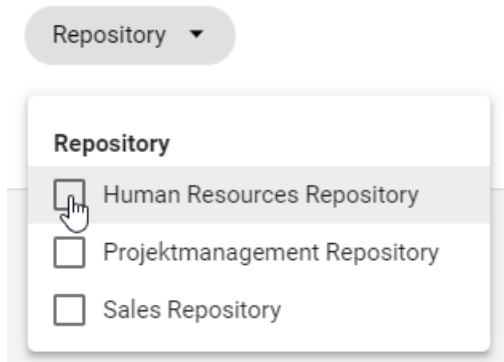 Repository
Repository
Human Resources Repository
Projektmanagement Repository
Sales Repository